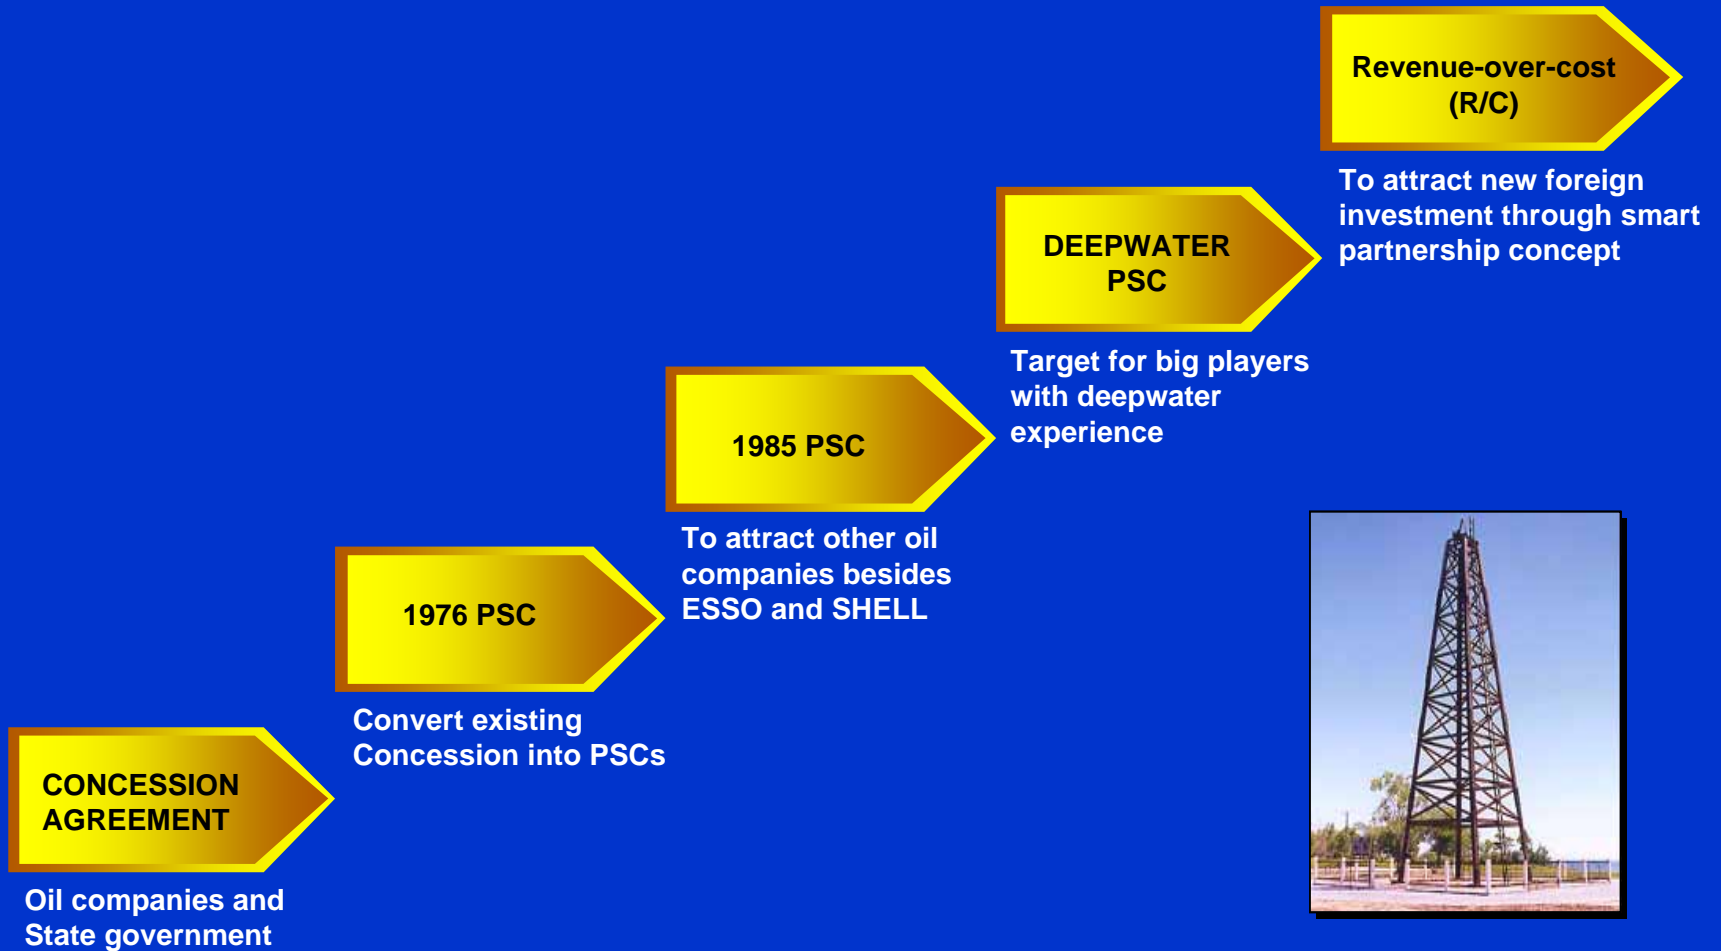 Revenue-over-cost
(R/C)
To attract new foreign
investment through smart
partnership concept
DEEPWATER
PSC
Target for big players
with deepwater
experience
1985 PSC
To attract other oil
companies besides
ESSO and SHELL
1976 PSC
Convert existing
Concession into PSCs
CONCESSION
AGREEMENT
Oil companies and
State government